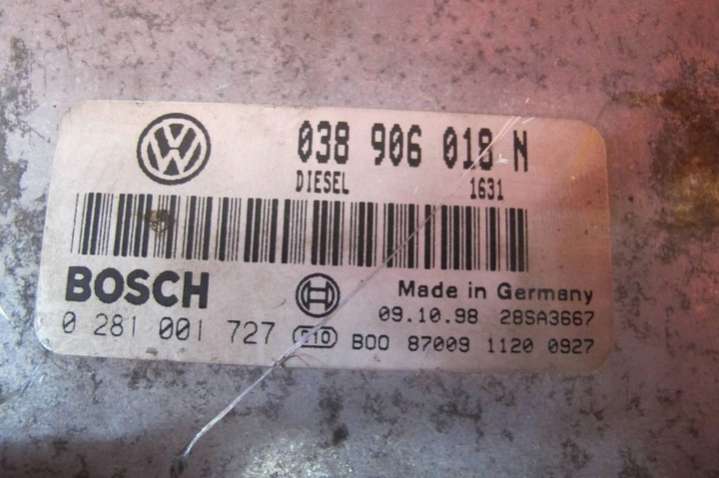 038 906 018 N
DIESEL 1631
BOSCH
Made in Germany
09.10.98 28SA3667
0 281 001 727 B00 87009 1120 0927